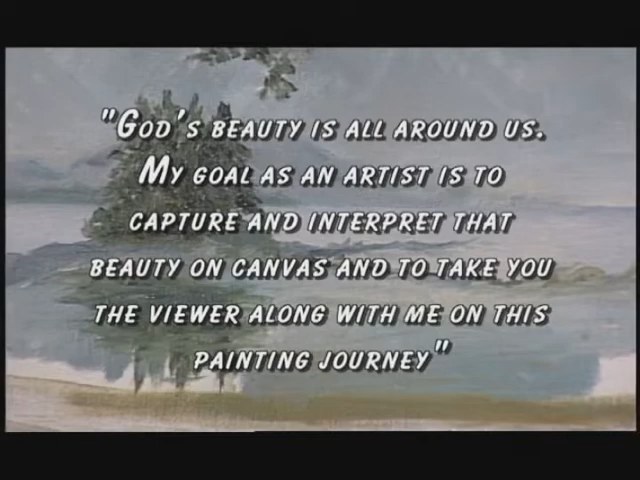 "God's beauty is all around us.
My goal as an artist is to
capture and interpret that
beauty on canvas and to take you
the viewer along with me on this
painting journey"